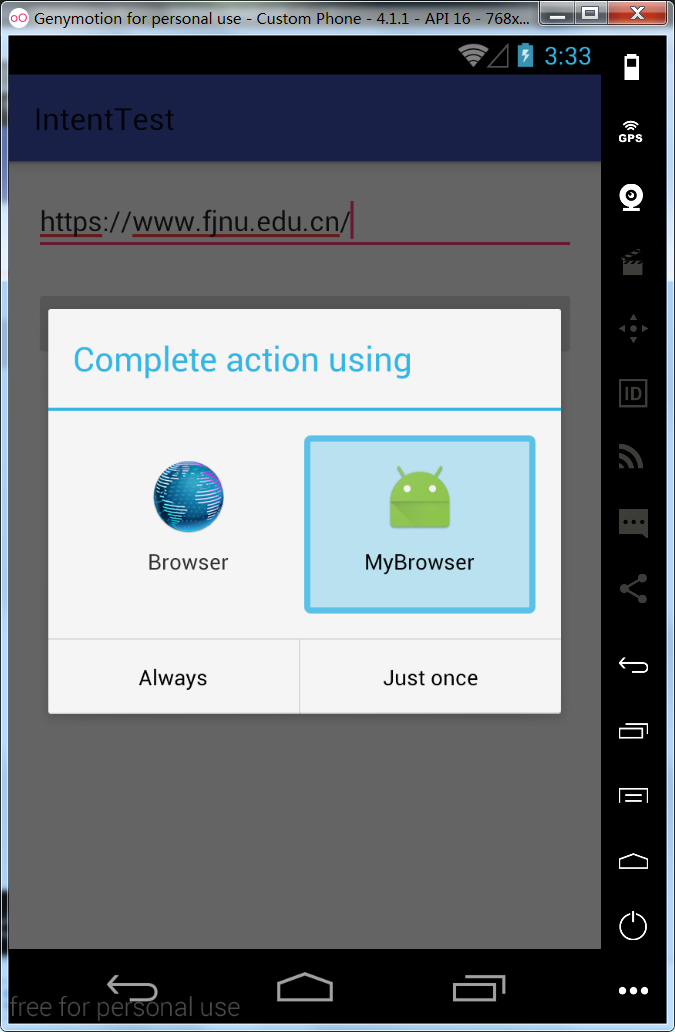 Genymotion for personal use - Custom Phone - 4.1.1 - API 16 - 768x...
3:33
IntentTest
GPS
https://www.fjnu.edu.cn/
Complete action using
ID
Browser
MyBrowser
Always
Just once
free for personal use